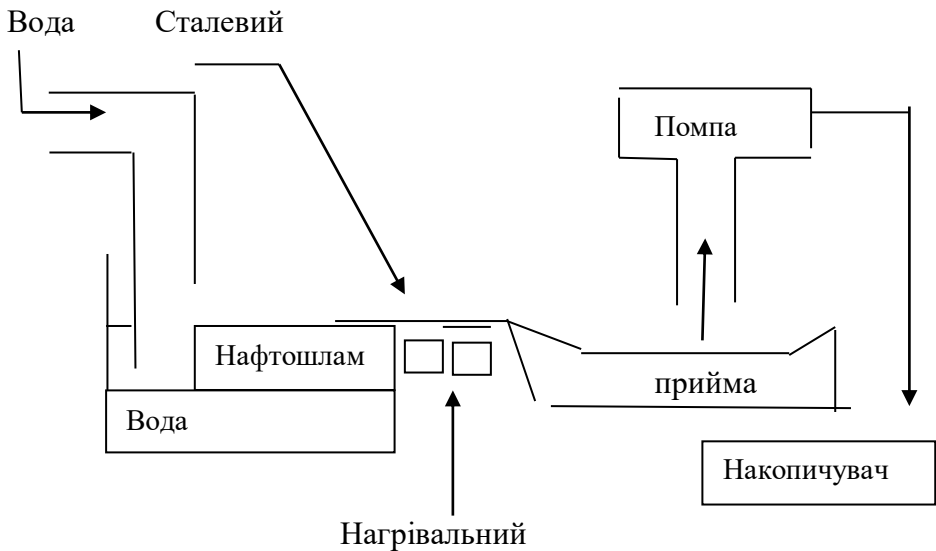 Вода
Сталевий
Помпа
Нафтошлам
прийма
Вода
Накопичувач
Нагрівальний